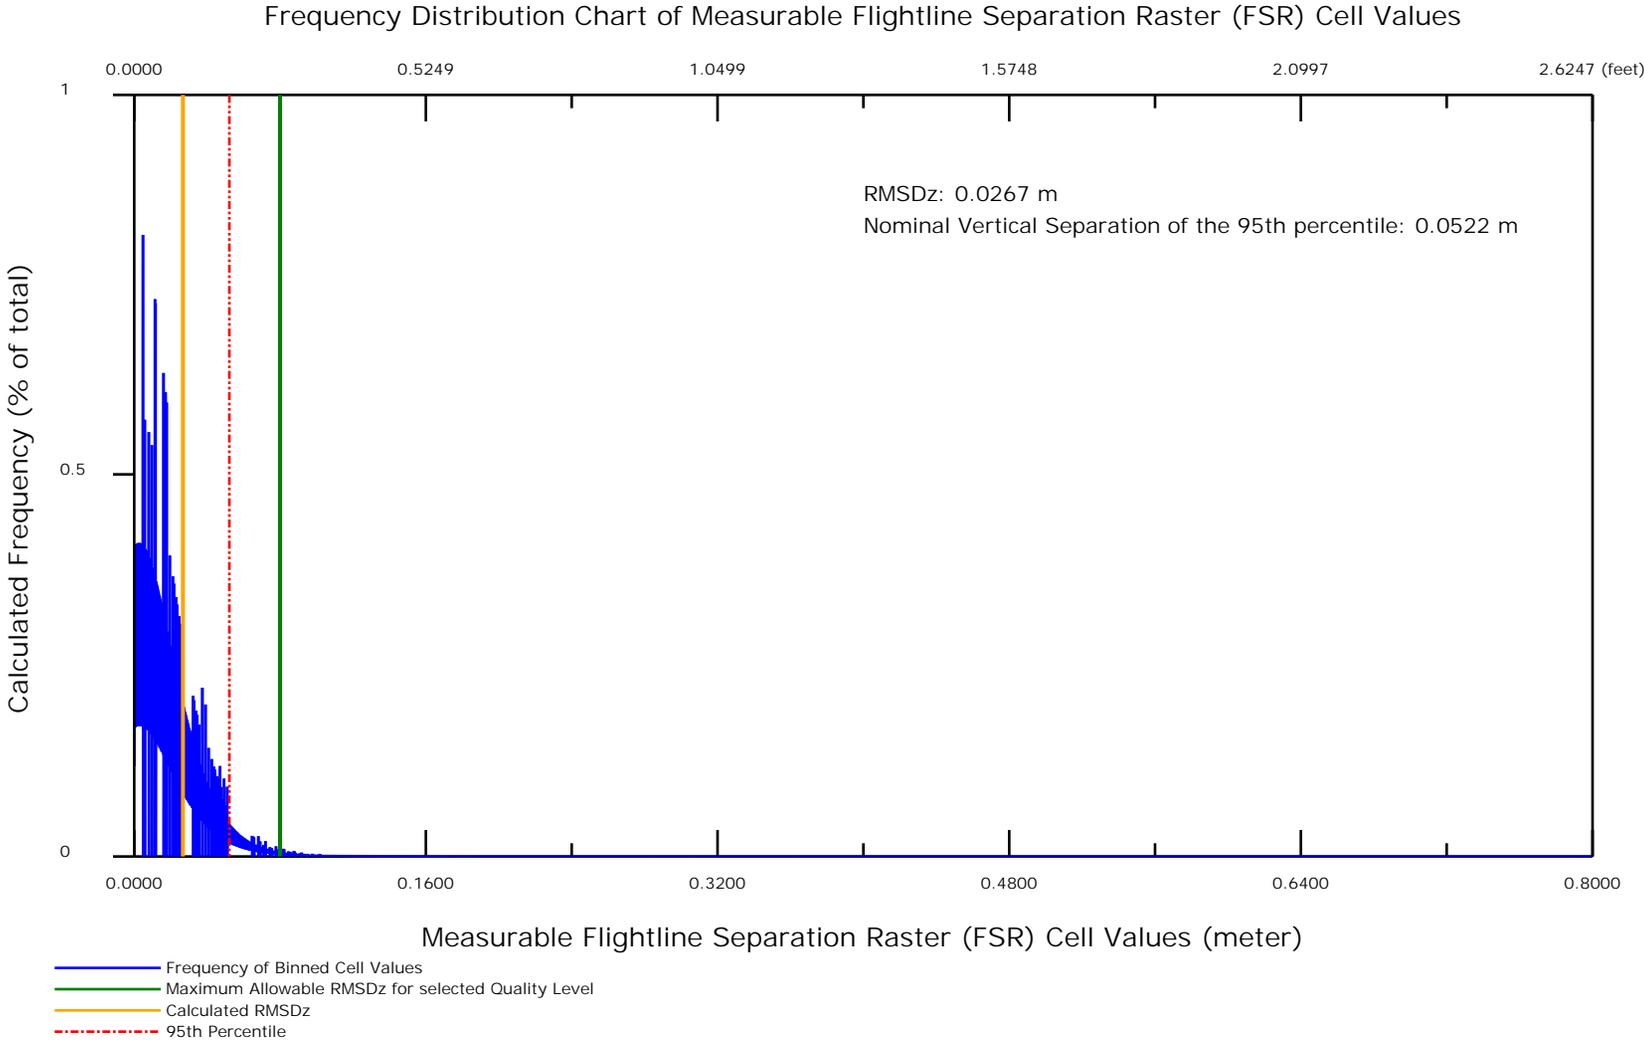 Frequency Distribution Chart of Measurable Flightline Separation Raster (FSR) Cell Values
0.0000 0.5249 1.0499 1.5748 2.0997 2.6247 (feet)
1
RMSDz: 0.0267 m
Nominal Vertical Separation of the 95th percentile: 0.0522 m
Calculated Frequency (% of total)
0.5
0
0.0000 0.1600 0.3200 0.4800 0.6400 0.8000
Measurable Flightline Separation Raster (FSR) Cell Values (meter)
Frequency of Binned Cell Values
Maximum Allowable RMSDz for selected Quality Level
Calculated RMSDz
95th Percentile